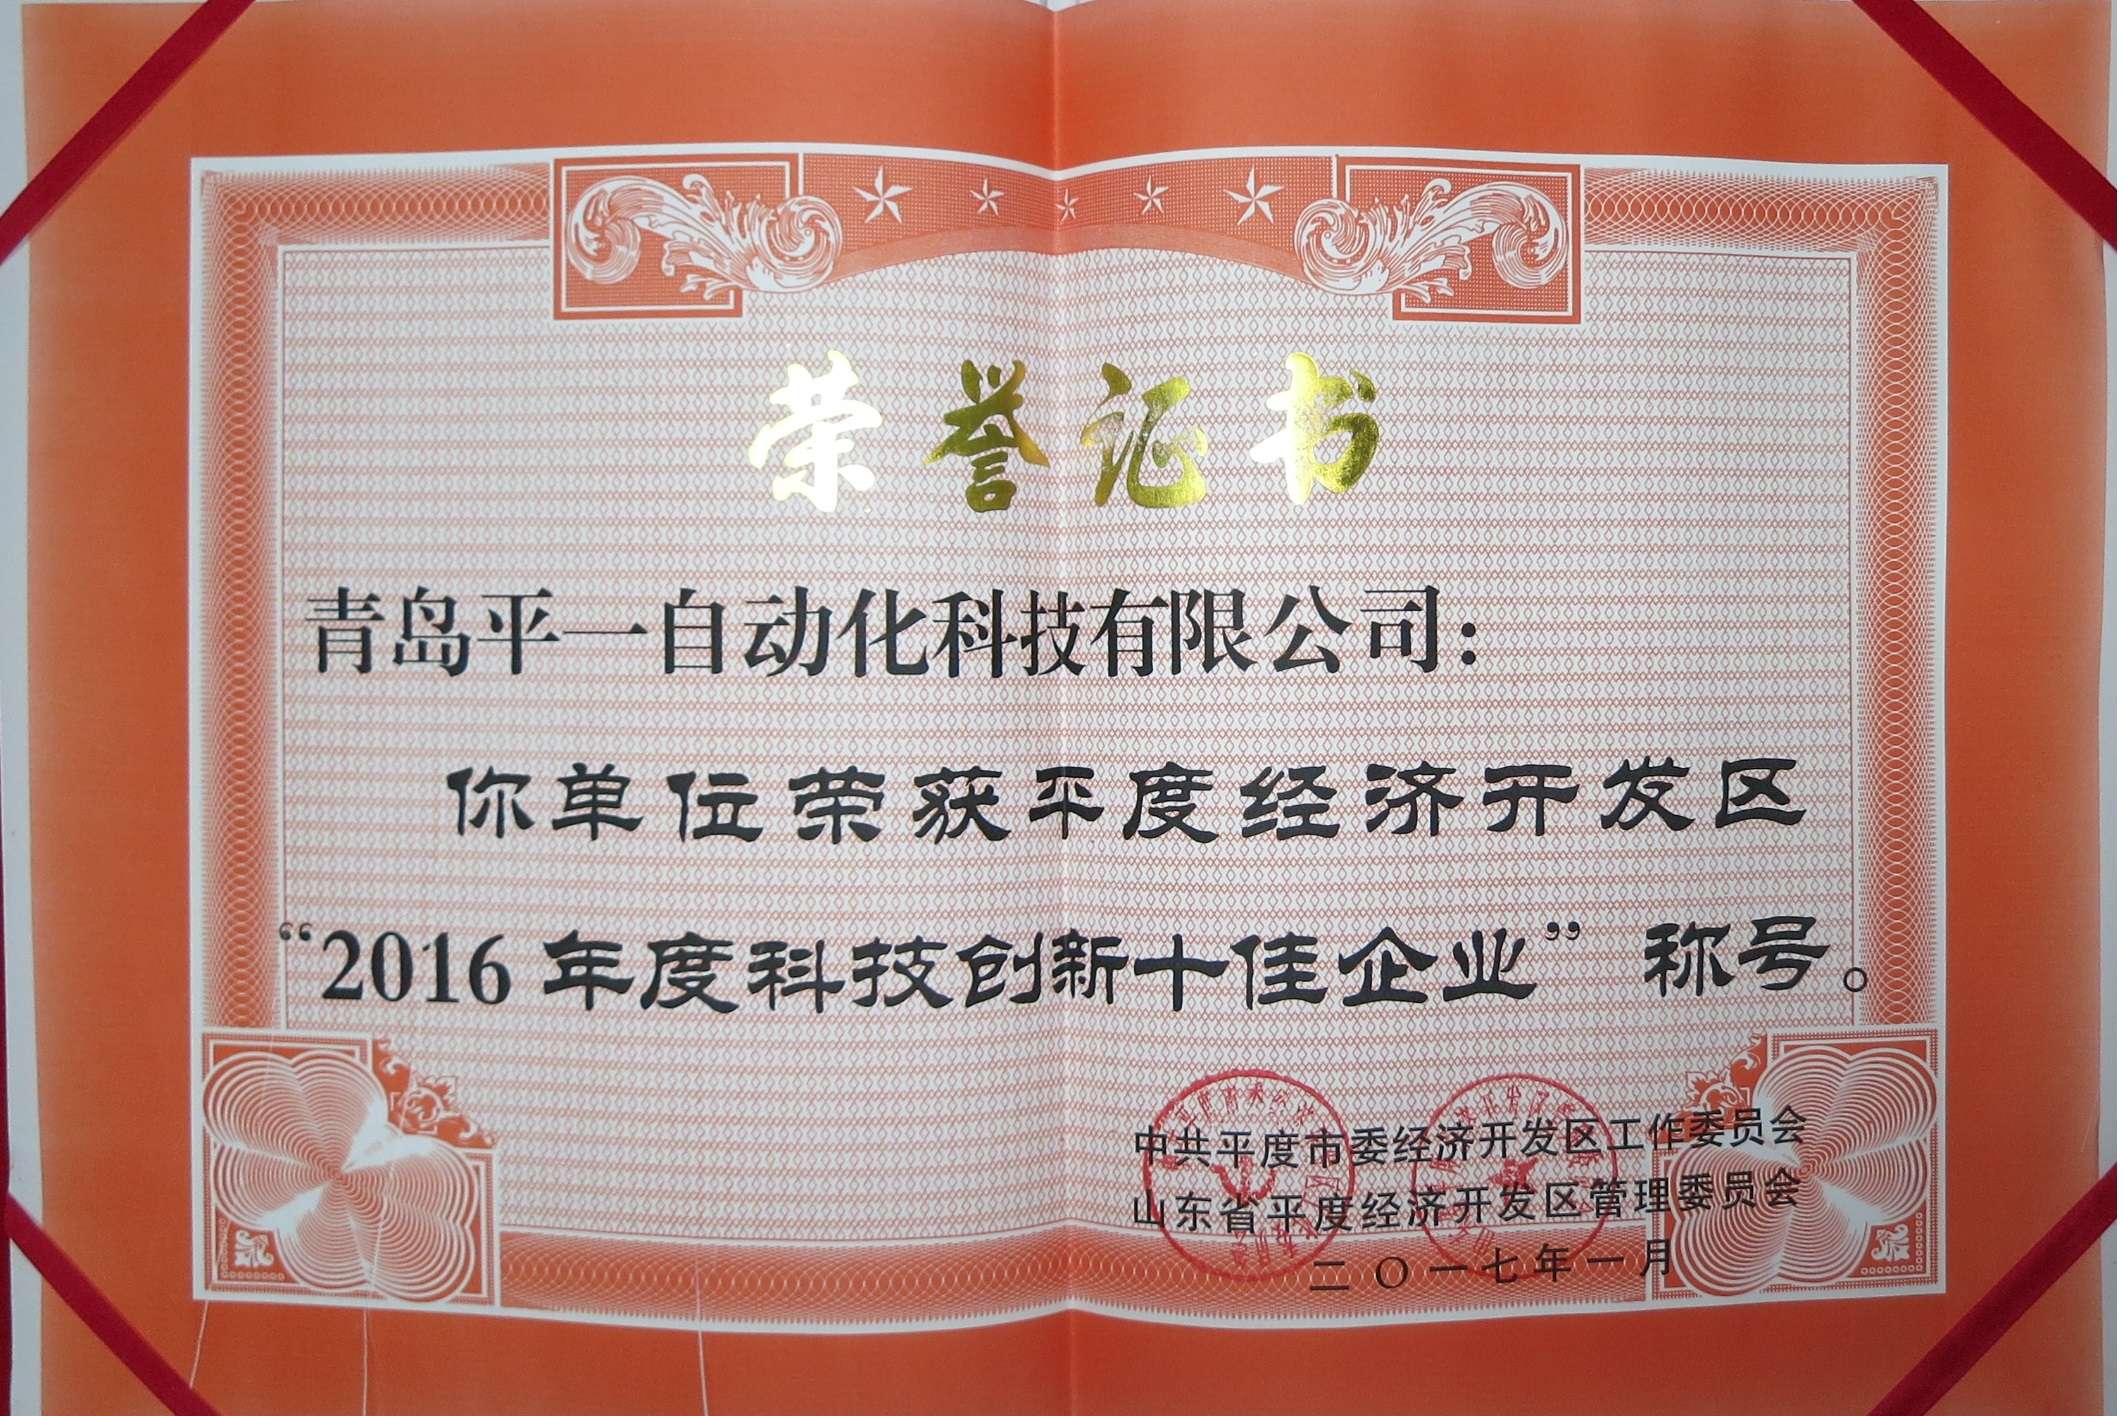 荣誉证书
青岛平一自动化科技有限公司：
你单位荣获平度经济开发区
“2016年度科技创新十佳企业”称号。
中共平度市委经济开发区工作委员会
山东省平度经济开发区管理委员会
二〇一七年一月